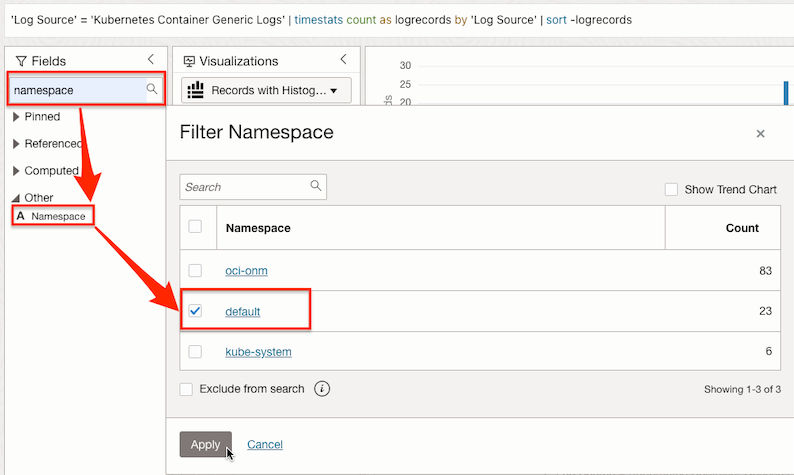 'Log Source' = 'Kubernetes Container Generic Logs' | timestats count as logrecords by 'Log Source' | sort -logrecords
Fields
namespace
Pinned
Referenced
Computed
Other
A Namespace
Visualizations
Records with Histog...
30
25
20
Filter Namespace
×
Search
Show Trend Chart
Namespace Count
oci-onm 83
default 23
kube-system 6
Exclude from search i
Showing 1-3 of 3
Apply Cancel